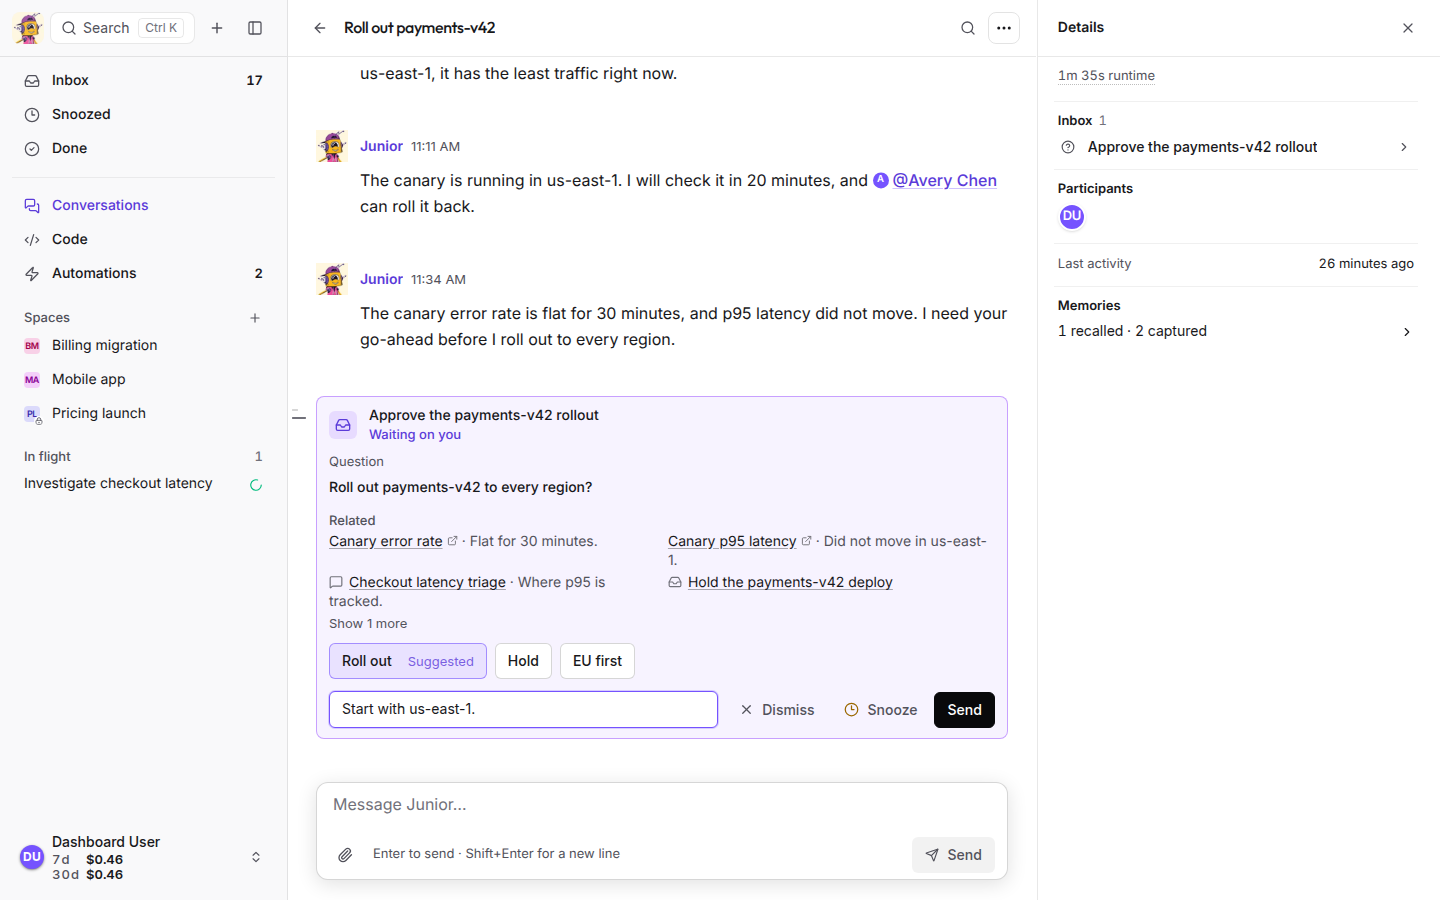 Search Ctrl K
Inbox 17
Snoozed
Done
Conversations
Code
Automations 2
Spaces
BM Billing migration
MA Mobile app
PL Pricing launch
In flight 1
Investigate checkout latency
DU Dashboard User
7d $0.46
30d $0.46
Roll out payments-v42
us-east-1, it has the least traffic right now.
Junior 11:11 AM
The canary is running in us-east-1. I will check it in 20 minutes, and A @Avery Chen
can roll it back.
Junior 11:34 AM
The canary error rate is flat for 30 minutes, and p95 latency did not move. I need your
go-ahead before I roll out to every region.
Approve the payments-v42 rollout
Waiting on you
Question
Roll out payments-v42 to every region?
Related
Canary error rate · Flat for 30 minutes.
Canary p95 latency · Did not move in us-east-
1.
Checkout latency triage · Where p95 is
tracked.
Hold the payments-v42 deploy
Show 1 more
Roll out Suggested Hold EU first
Start with us-east-1. Dismiss Snooze Send
Message Junior...
Enter to send · Shift+Enter for a new line Send
Details
1m 35s runtime
Inbox 1
Approve the payments-v42 rollout
Participants
DU
Last activity 26 minutes ago
Memories
1 recalled · 2 captured